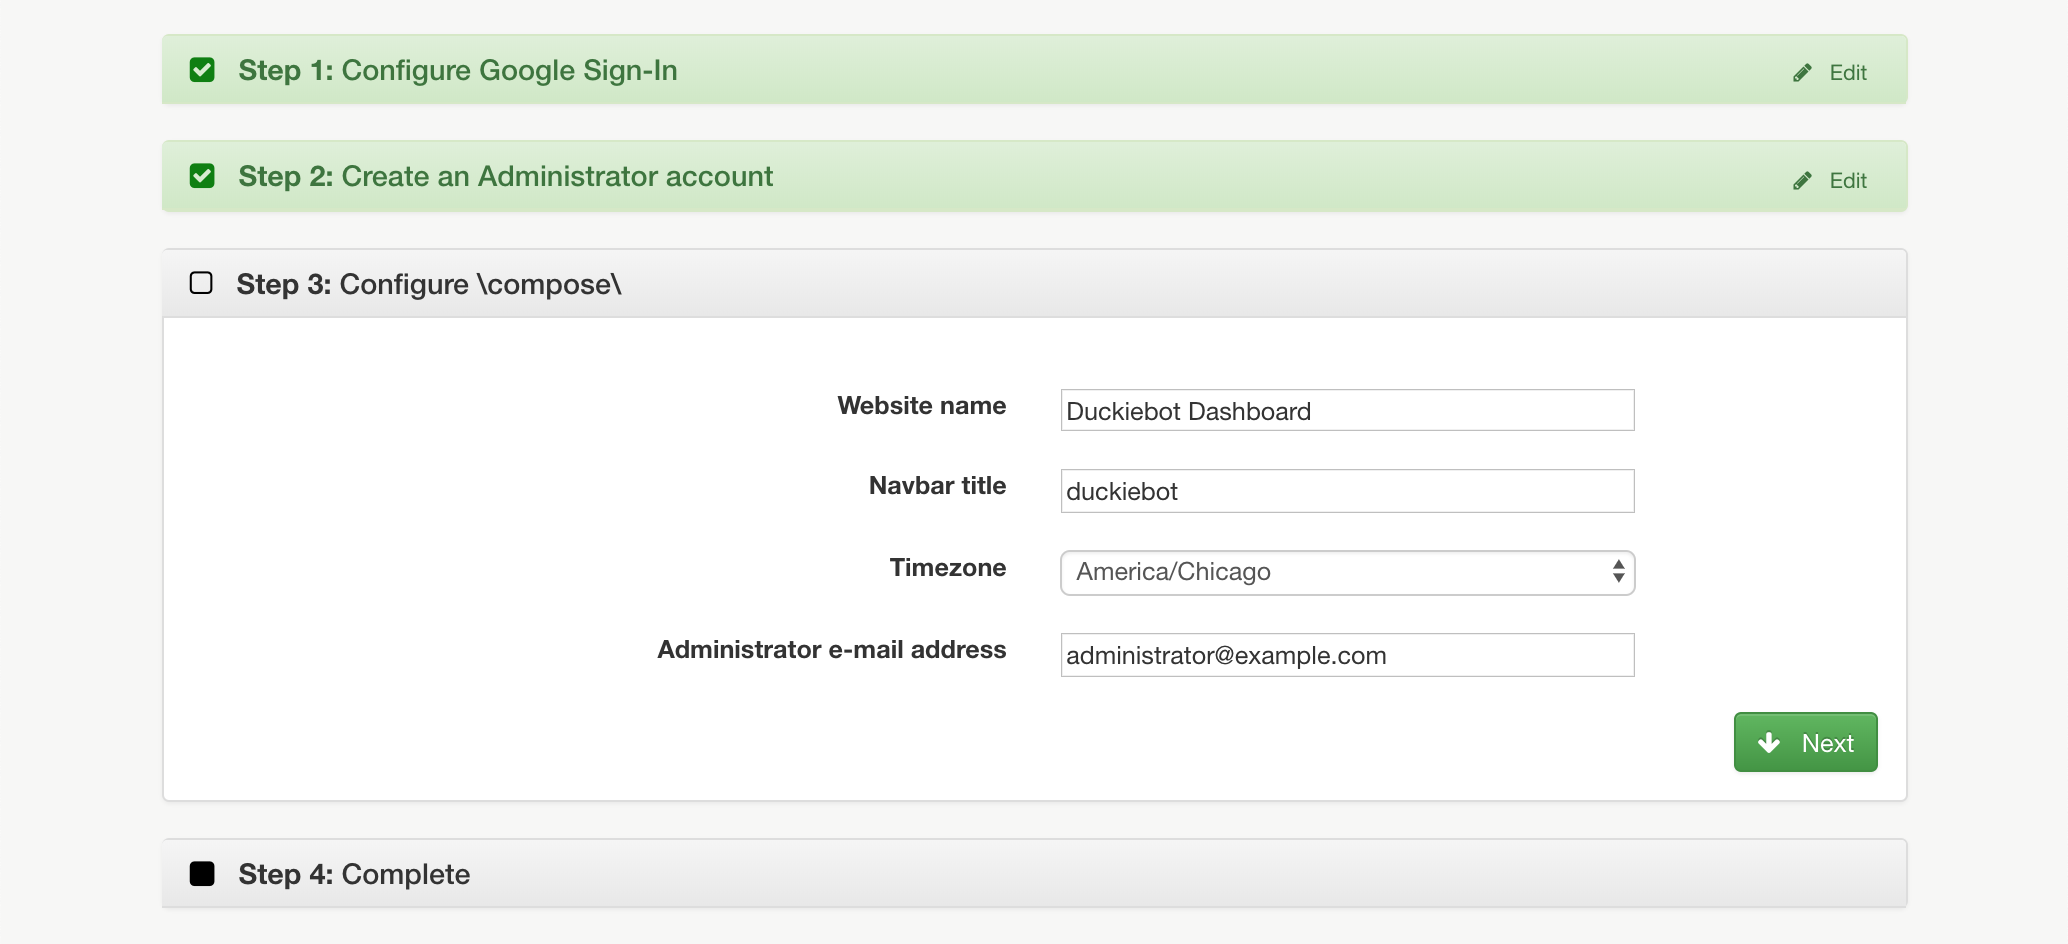 Step 1: Configure Google Sign-In
Edit
Step 2: Create an Administrator account
Edit
Step 3: Configure \compose\
Website name
Duckiebot Dashboard
Navbar title
duckiebot
Timezone
America/Chicago
Administrator e-mail address
administrator@example.com
Next
Step 4: Complete